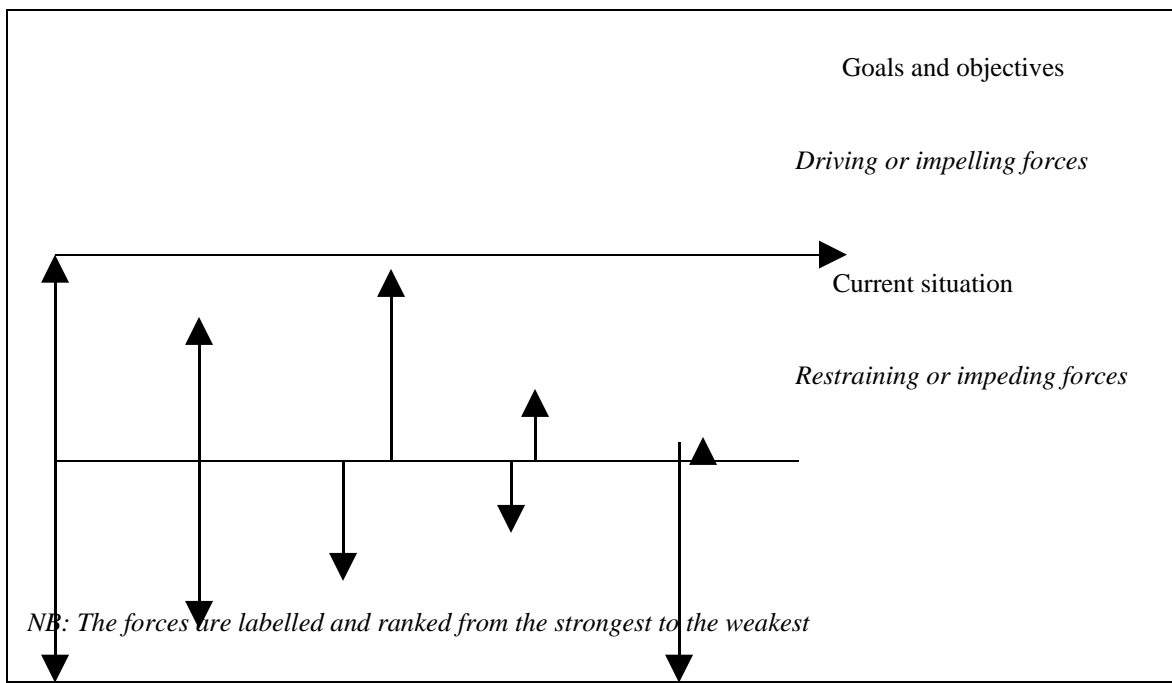 Goals and objectives
Driving or impelling forces
Current situation
Restraining or impeding forces
NB: The forces are labelled and ranked from the strongest to the weakest